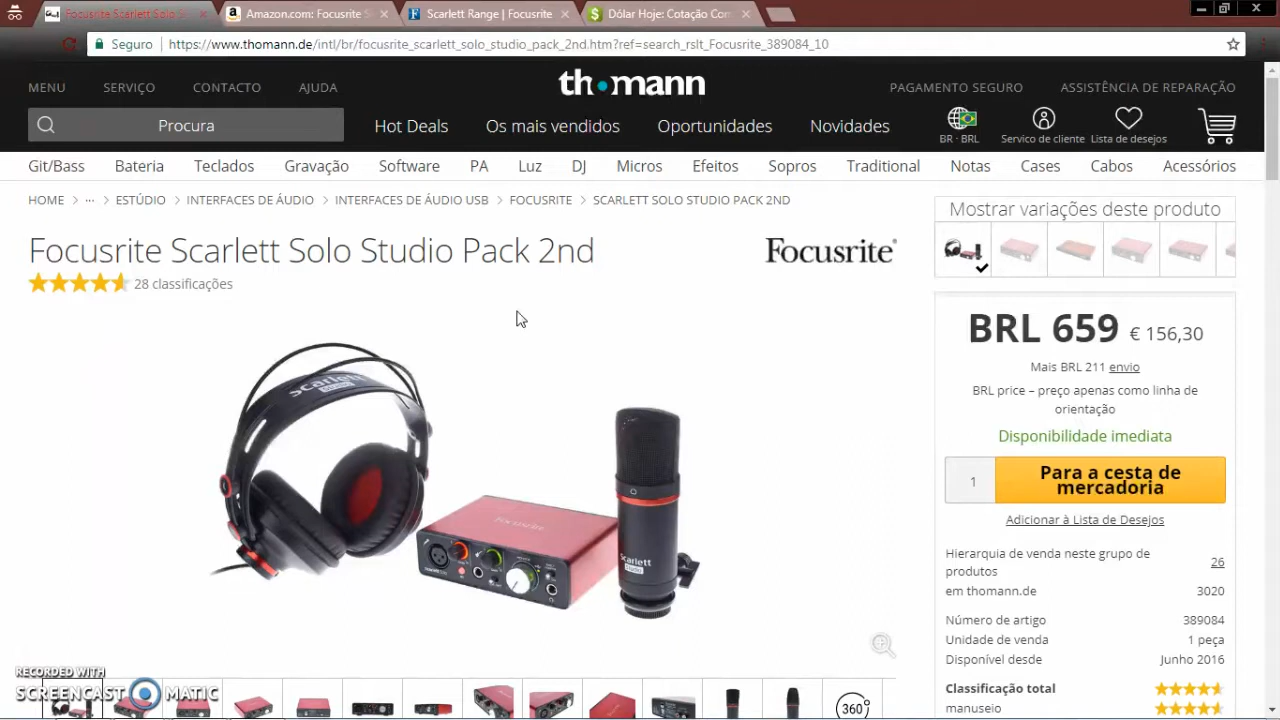 Focusrite Scarlett Solo S
Amazon.com: Focusrite S
Scarlett Range | Focusrite
Dólar Hoje: Cotação Com
Seguro
https://www.thomann.de/intl/br/focusrite_scarlett_solo_studio_pack_2nd.htm?ref=search_rslt_Focusrite_389084_10
MENU SERVIÇO CONTACTO AJUDA
th•mann
PAGAMENTO SEGURO ASSISTÊNCIA DE REPARAÇÃO
Procura
Hot Deals Os mais vendidos Oportunidades Novidades
BR · BRL Servico de cliente Lista de desejos
Git/Bass Bateria Teclados Gravação Software PA Luz DJ Micros Efeitos Sopros Traditional Notas Cases Cabos Acessórios
HOME > ... > ESTÚDIO > INTERFACES DE ÁUDIO > INTERFACES DE ÁUDIO USB > FOCUSRITE > SCARLETT SOLO STUDIO PACK 2ND
Focusrite Scarlett Solo Studio Pack 2nd
28 classificações
Focusrite
Scarlett
Studio
Focusrite
Scarlett
Studio
360°
RECORDED WITH
SCREENCAST MATIC
Mostrar variações deste produto
BRL 659 € 156,30
Mais BRL 211 envio
BRL price – preço apenas como linha de
orientação
Disponibilidade imediata
1
Para a cesta de
mercadoria
Adicionar à Lista de Desejos
Hierarquia de venda neste grupo de
produtos 26
em thomann.de 3020
Número de artigo 389084
Unidade de venda 1 peça
Disponível desde Junho 2016
Classificação total
manuseio